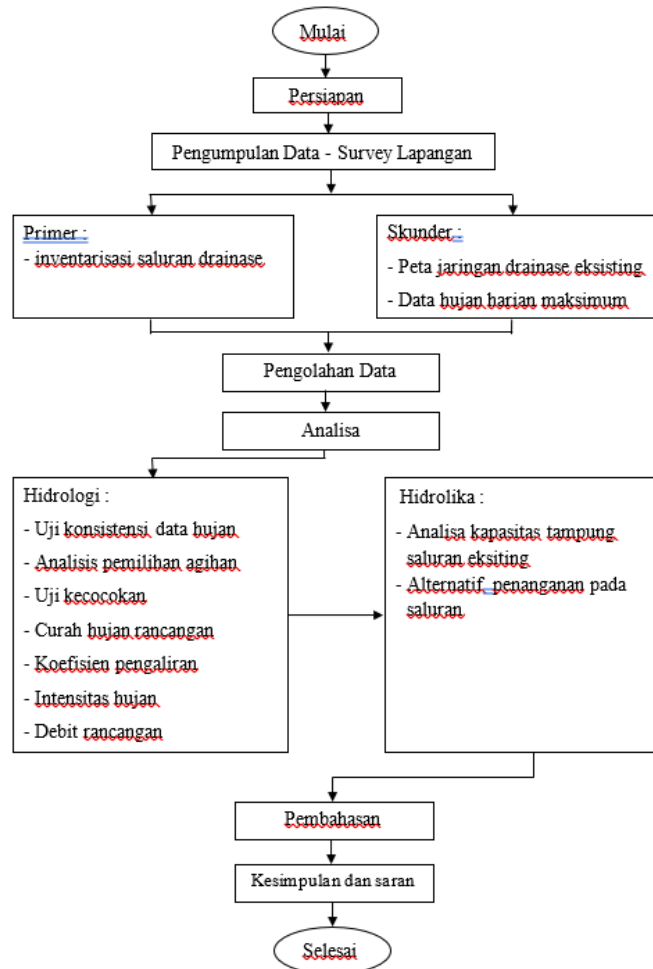 Mulai
Persiapan
Pengumpulan Data - Survey Lapangan
Primer :
- inventarisasi saluran drainase
Skunder :
- Peta jaringan drainase eksisting
- Data hujan harian maksimum
Pengolahan Data
Analisa
Hidrologi :
- Uji konsistensi data hujan
- Analisis pemilihan agihan
- Uji kecocokan
- Curah hujan rancangan
- Koefisien pengaliran
- Intensitas hujan
- Debit rancangan
Hidrolika :
- Analisa kapasitas tampung
saluran eksiting
- Alternatif penanganan pada
saluran
Pembahasan
Kesimpulan dan saran
Selesai